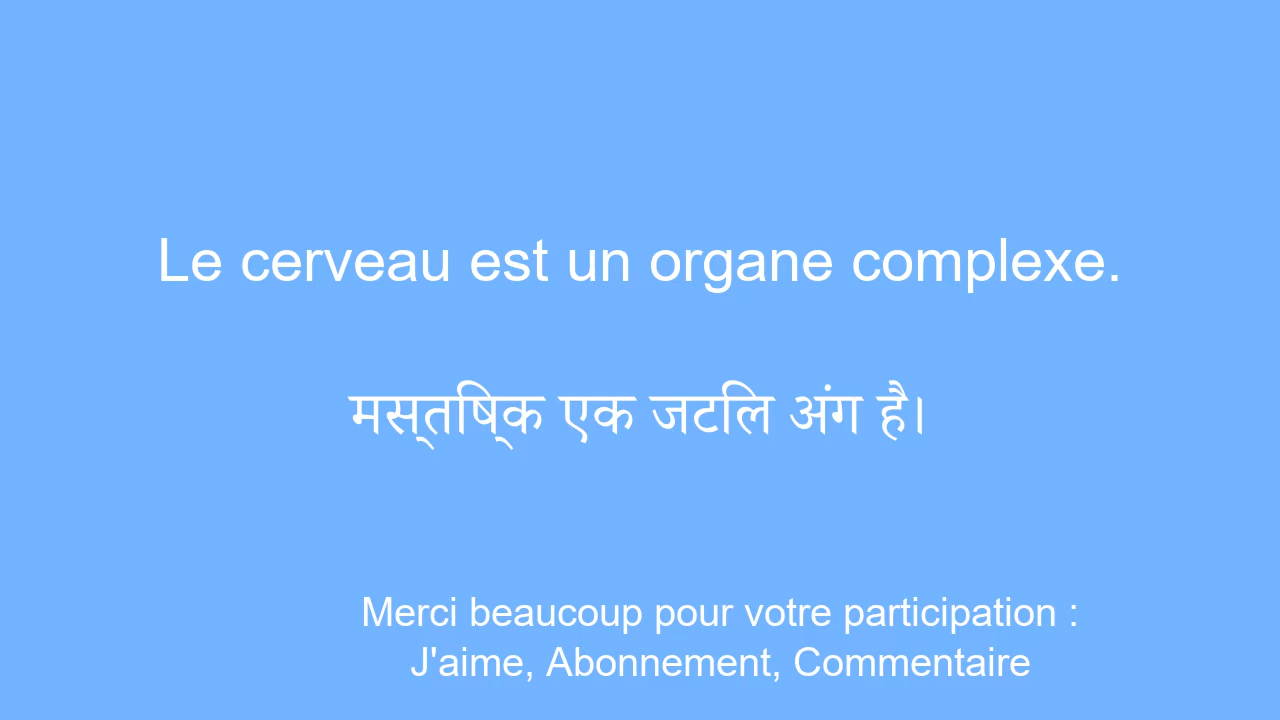 Le cerveau est un organe complexe.
मस्तिष्क एक जटिल अंग है।
Merci beaucoup pour votre participation :
J'aime, Abonnement, Commentaire